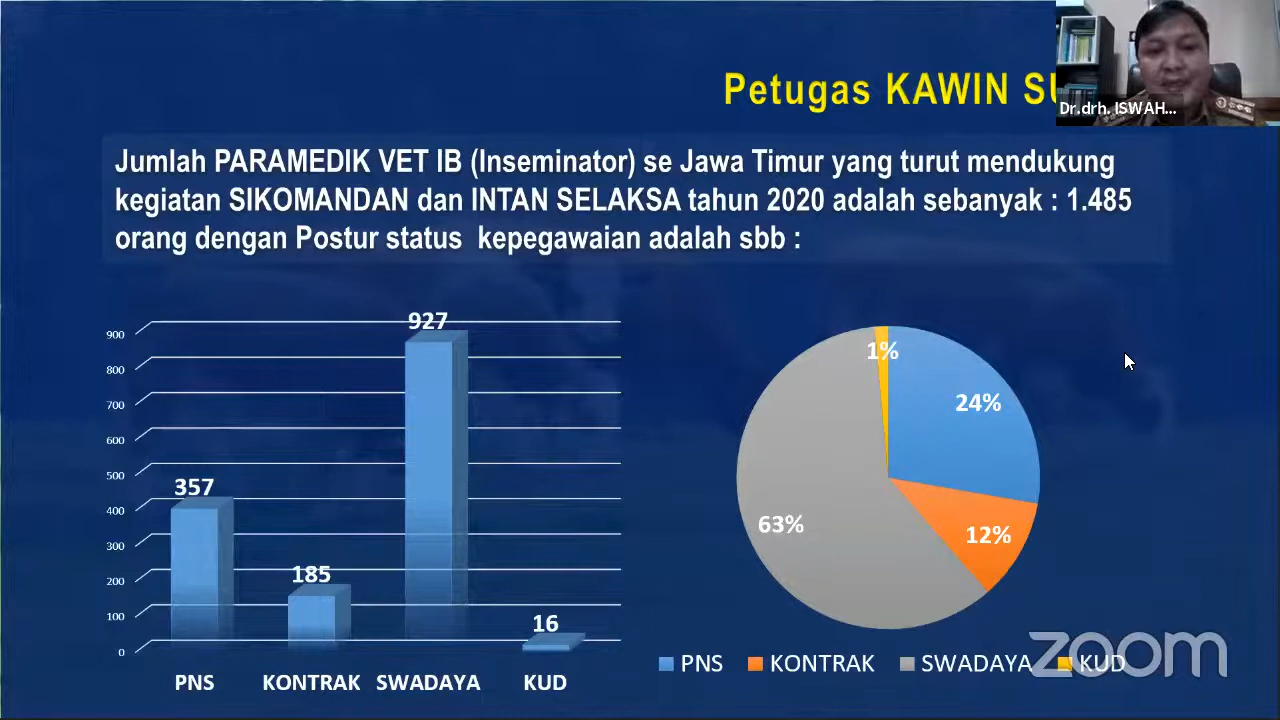 Petugas KAWIN
Dr.drh. ISWAH...
Jumlah PARAMEDIK VET IB (Inseminator) se Jawa Timur yang turut mendukung
kegiatan SIKOMANDAN dan INTAN SELAKSA tahun 2020 adalah sebanyak : 1.485
orang dengan Postur status kepegawaian adalah sbb :
900
800
700
600
500
400
300
200
100
0
357
185
927
16
PNS KONTRAK SWADAYA KUD
1%
24%
63%
12%
PNS KONTRAK SWADAYA KUD
zoom